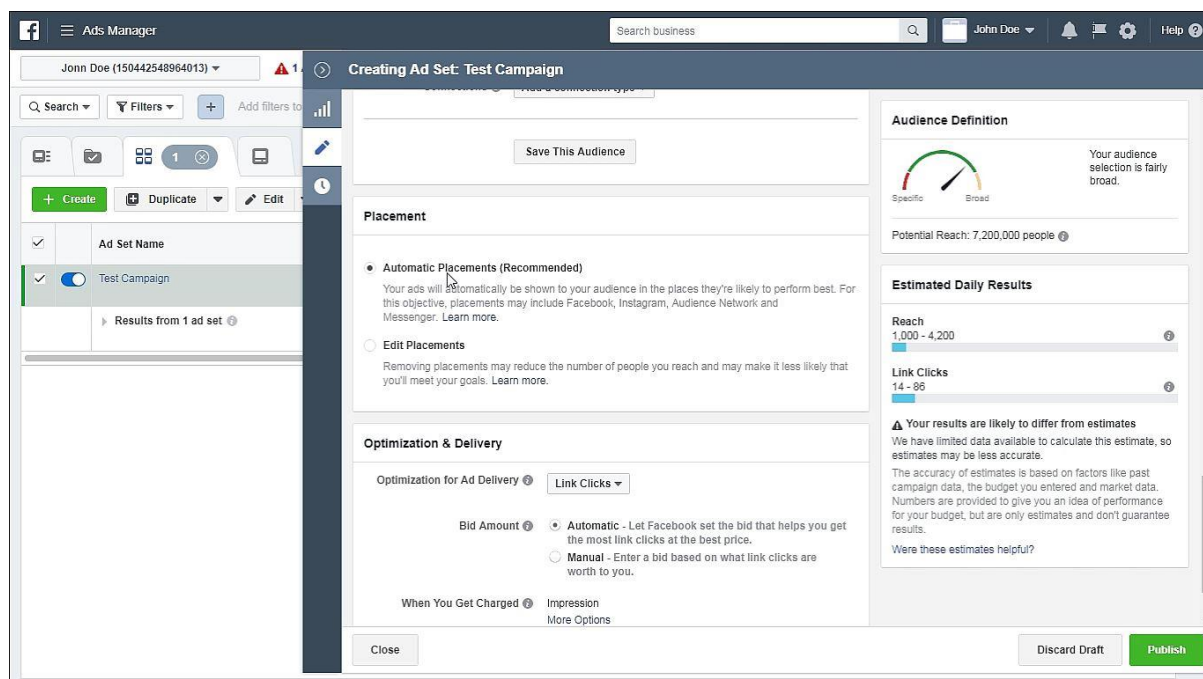 f Ads Manager
Search business
John Doe
Help
Jonn Doe (150442548964013)
1
Creating Ad Set: Test Campaign
Search
Filters
+
Add filters to
1
+ Create
Duplicate
Edit
Ad Set Name
Test Campaign
Results from 1 ad set
Save This Audience
Placement
Automatic Placements (Recommended)
Your ads will automatically be shown to your audience in the places they're likely to perform best. For
this objective, placements may include Facebook, Instagram, Audience Network and
Messenger. Learn more.
Edit Placements
Removing placements may reduce the number of people you reach and may make it less likely that
you'll meet your goals. Learn more.
Optimization & Delivery
Optimization for Ad Delivery
Link Clicks
Bid Amount
Automatic - Let Facebook set the bid that helps you get
the most link clicks at the best price.
Manual - Enter a bid based on what link clicks are
worth to you.
When You Get Charged
Impression
More Options
Close
Discard Draft
Publish
Audience Definition
Your audience
selection is fairly
broad.
Specific
Broad
Potential Reach: 7,200,000 people
Estimated Daily Results
Reach
1,000 - 4,200
Link Clicks
14 - 86
Your results are likely to differ from estimates
We have limited data available to calculate this estimate, so
estimates may be less accurate.
The accuracy of estimates is based on factors like past
campaign data, the budget you entered and market data.
Numbers are provided to give you an idea of performance
for your budget, but are only estimates and don't guarantee
results.
Were these estimates helpful?